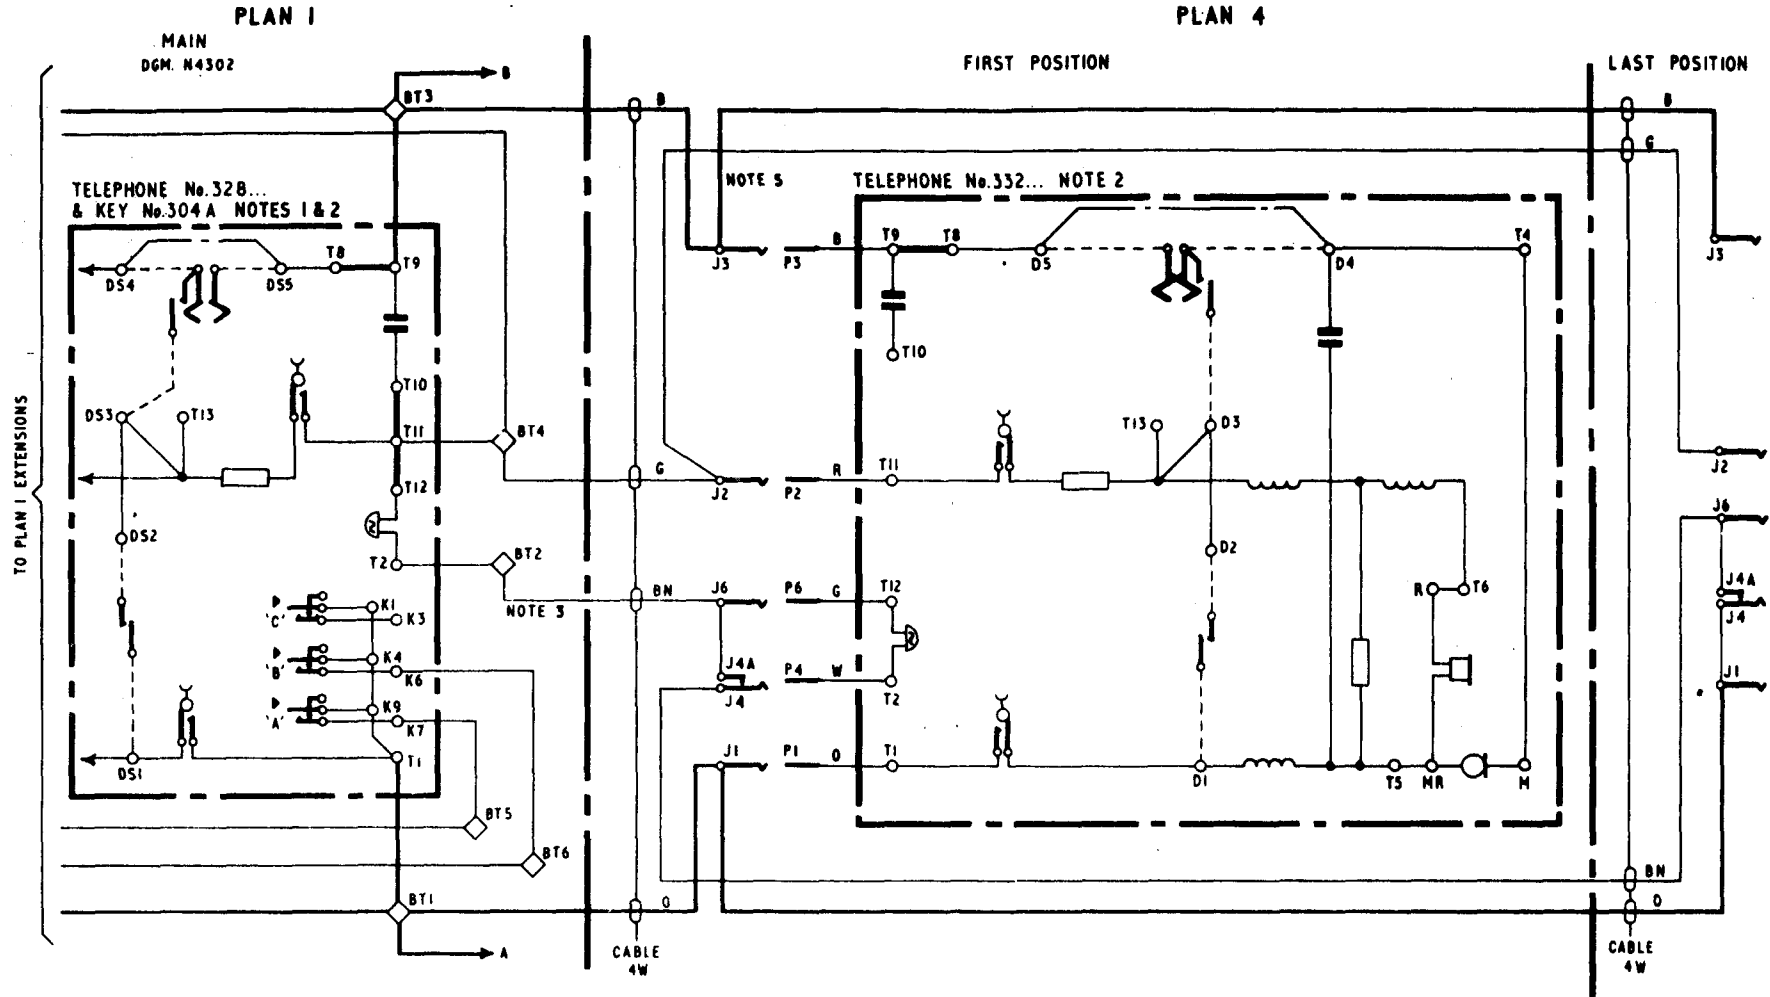 PLAN 1
PLAN 4
MAIN
DGM. N4302
FIRST POSITION
LAST POSITION
B
BT3
B
B
G
NOTE 5
TELEPHONE No.328...
& KEY No.304A NOTES 1 & 2
TELEPHONE No.332... NOTE 2
DS4
DS5
T8
T9
J3
P3
B
T9
T8
D5
D4
T4
J3
T10
T10
DS3
T13
T11
BT4
T13
D3
TO PLAN 1 EXTENSIONS
T12
G
J2
P2
R
T11
J2
J6
DS2
T2
BT2
D2
NOTE 3
BN
J6
P6
G
T12
R
T6
J4A
J4
'C'
K1
K3
'B'
K4
K6
J4A
J4
P4
W
T2
J1
'A'
K9
K7
DS1
T1
J1
P1
O
T1
D1
T5
MR
M
BT5
BT6
BN
BT1
O
O
A
CABLE
4W
CABLE
4W